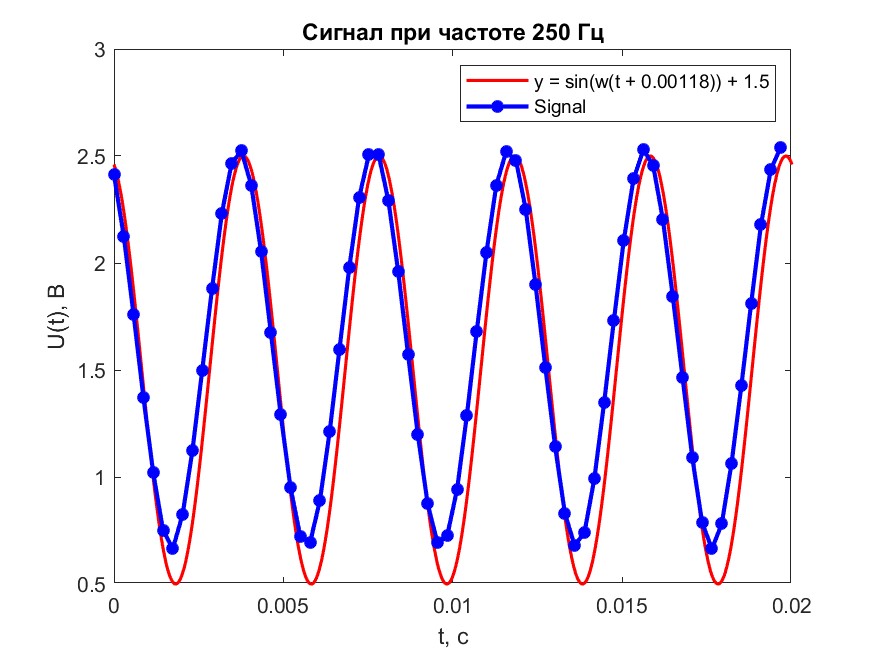 Сигнал при частоте 250 Гц
y = sin(w(t + 0.00118)) + 1.5
Signal
3
2.5
2
1.5
1
0.5
U(t), В
0
0.005
0.01
0.015
0.02
t, с